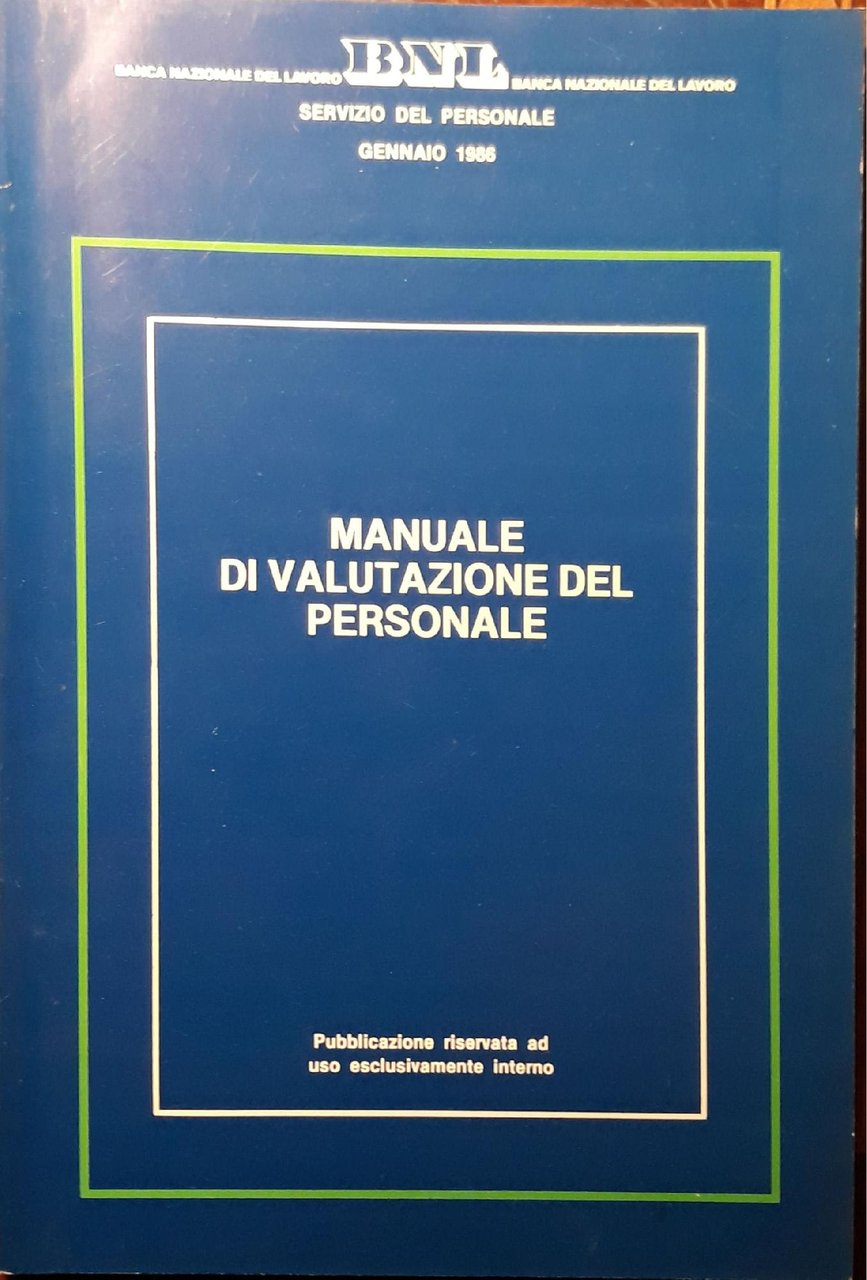 BANCA NAZIONALE DEL LAVORO BNL BANCA NAZIONALE DEL LAVORO
SERVIZIO DEL PERSONALE
GENNAIO 1986
MANUALE
DI VALUTAZIONE DEL
PERSONALE
Pubblicazione riservata ad
uso esclusivamente interno